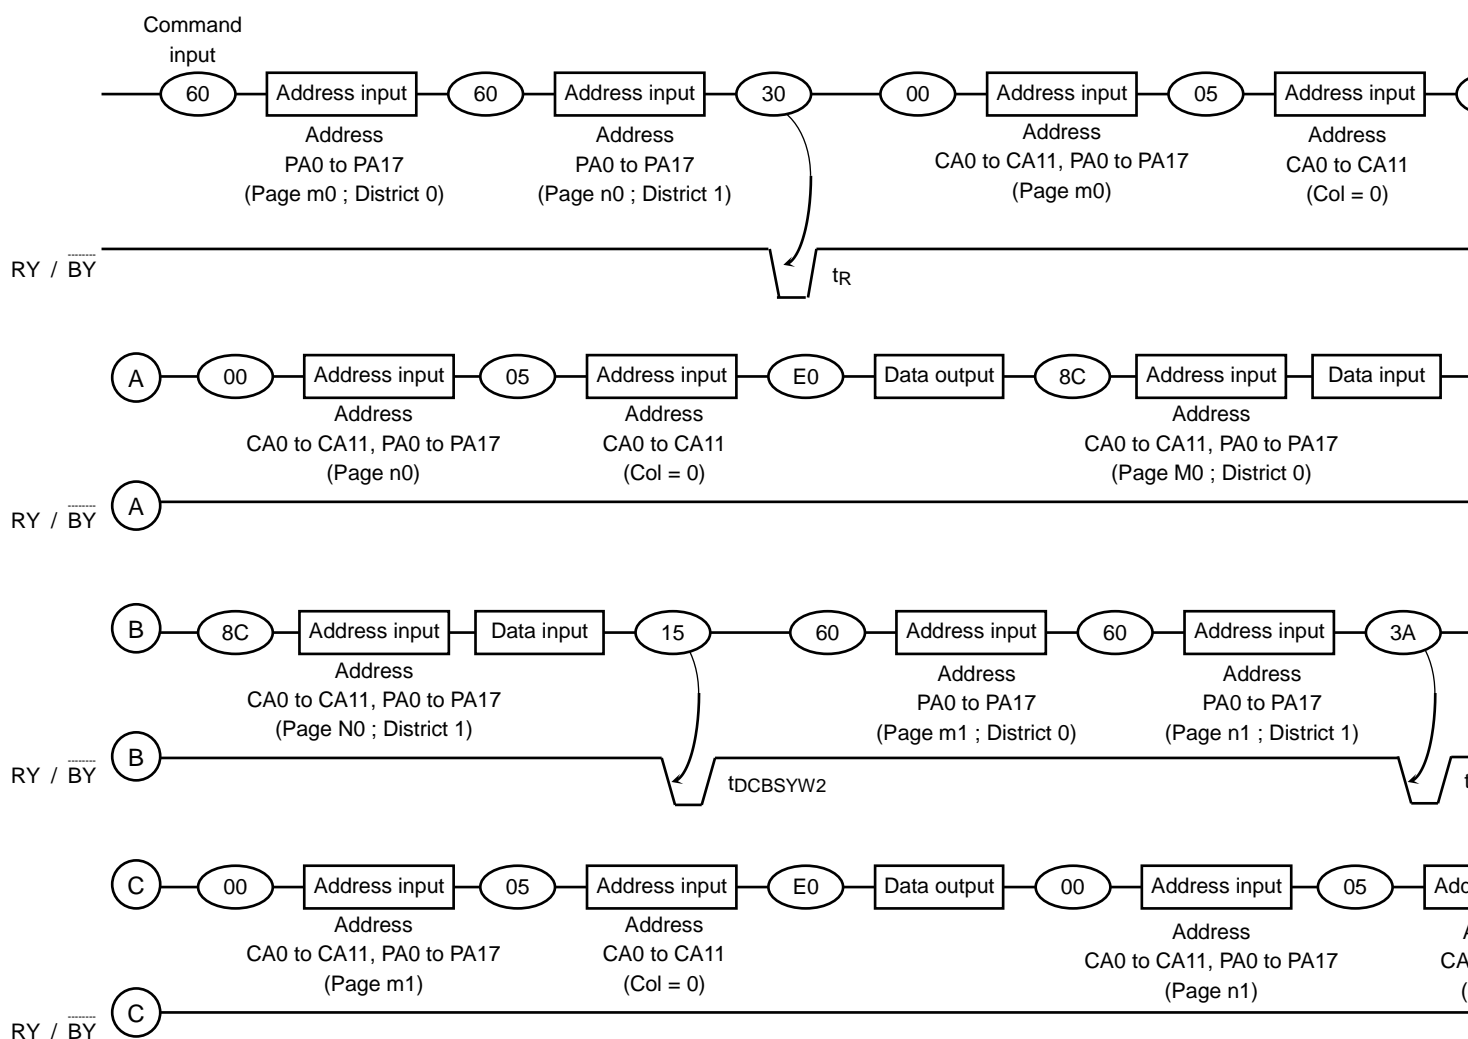 Command
input
60 Address input 60 Address input 30 00 Address input 05 Address input
Address
PA0 to PA17
(Page m0 ; District 0)
Address
PA0 to PA17
(Page n0 ; District 1)
Address
CA0 to CA11, PA0 to PA17
(Page m0)
Address
CA0 to CA11
(Col = 0)
RY / BY
tR
A 00 Address input 05 Address input E0 Data output 8C Address input Data input
Address
CA0 to CA11, PA0 to PA17
(Page n0)
Address
CA0 to CA11
(Col = 0)
Address
CA0 to CA11, PA0 to PA17
(Page M0 ; District 0)
A
RY / BY
B 8C Address input Data input 15 60 Address input 60 Address input 3A
Address
CA0 to CA11, PA0 to PA17
(Page N0 ; District 1)
Address
PA0 to PA17
(Page m1 ; District 0)
Address
PA0 to PA17
(Page n1 ; District 1)
B
RY / BY
tDCBSYW2
t
C 00 Address input 05 Address input E0 Data output 00 Address input 05
Address
CA0 to CA11, PA0 to PA17
(Page m1)
Address
CA0 to CA11
(Col = 0)
Address
CA0 to CA11, PA0 to PA17
(Page n1)
CA
(
C
RY / BY